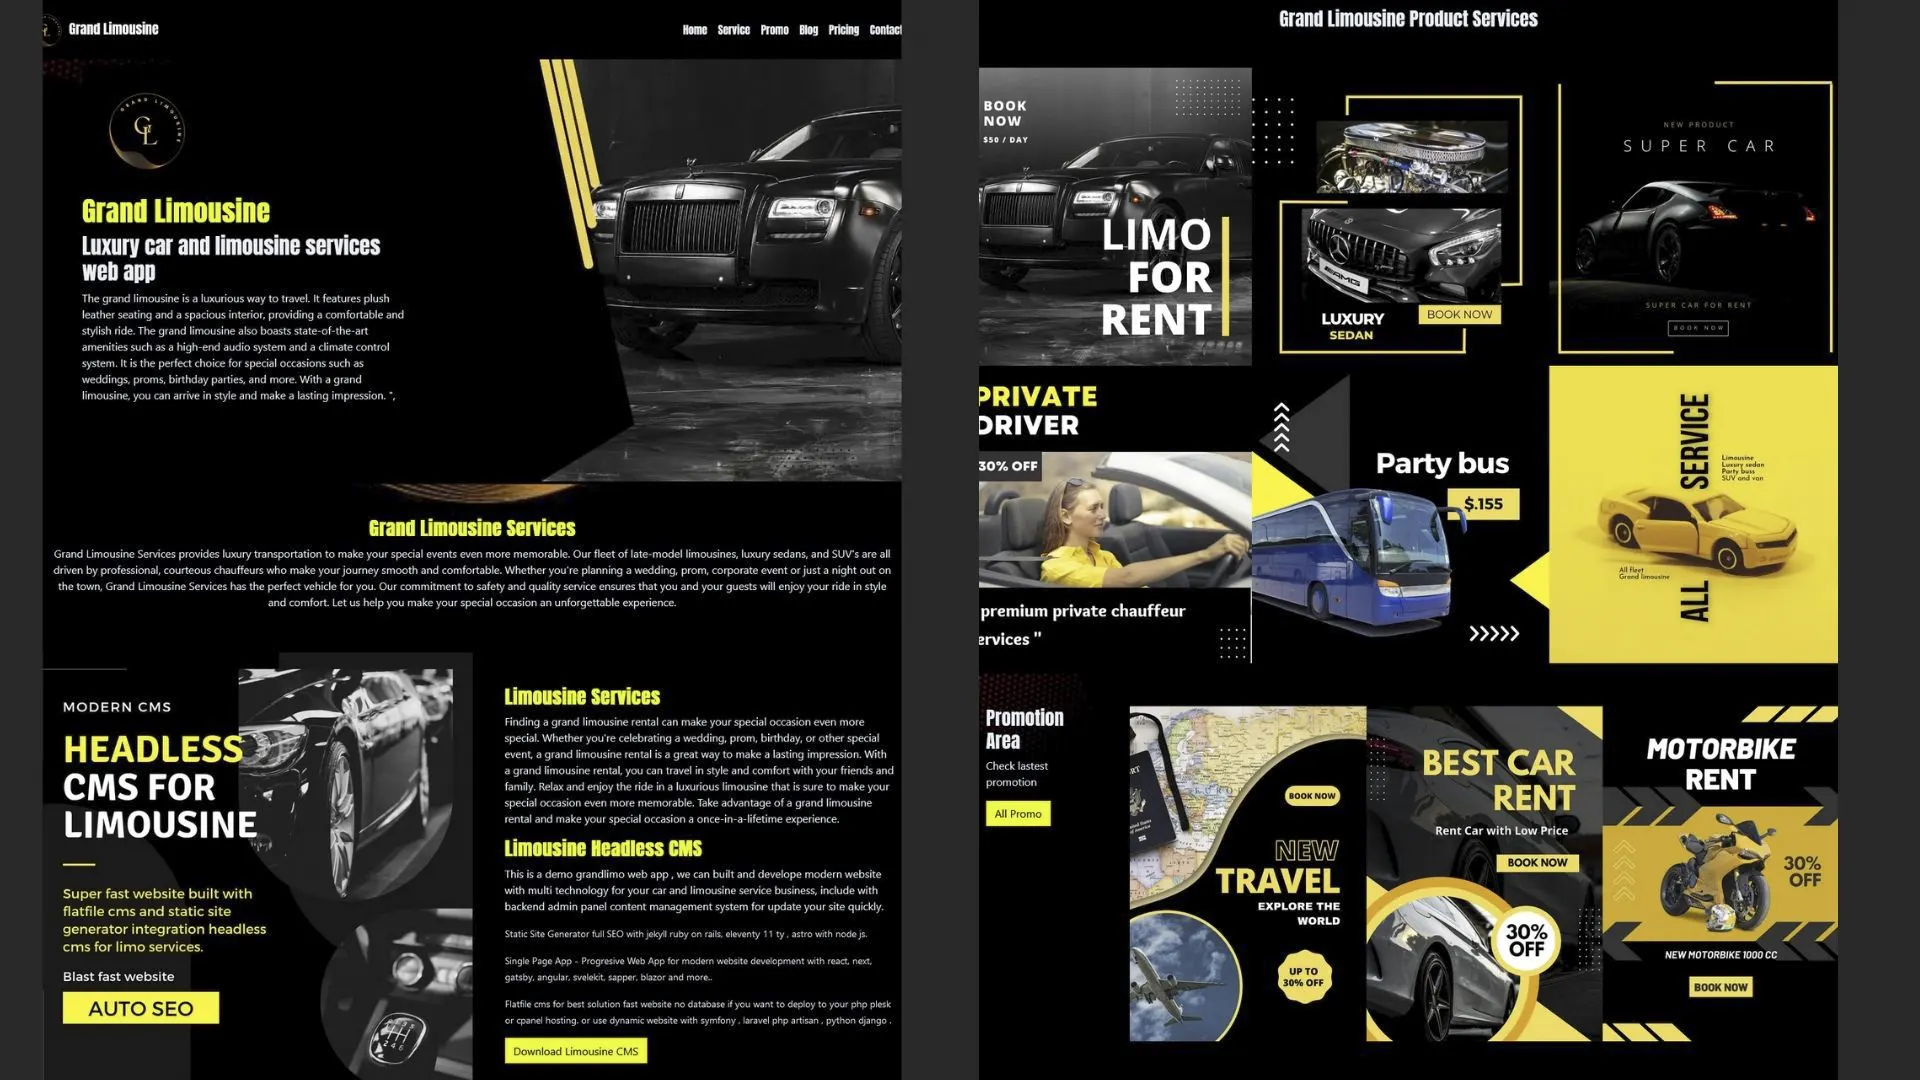 Grand Limousine
Home Service Promo Blog Pricing Contact
GRAND LIMOUSINE
GL
Grand Limousine
Luxury car and limousine services
web app
The grand limousine is a luxurious way to travel. It features plush
leather seating and a spacious interior, providing a comfortable and
stylish ride. The grand limousine also boasts state-of-the-art
amenities such as a high-end audio system and a climate control
system. It is the perfect choice for special occasions such as
weddings, proms, birthday parties, and more. With a grand
limousine, you can arrive in style and make a lasting impression. ",
Grand Limousine Services
Grand Limousine Services provides luxury transportation to make your special events even more memorable. Our fleet of late-model limousines, luxury sedans, and SUV's are all
driven by professional, courteous chauffeurs who make your journey smooth and comfortable. Whether you're planning a wedding, prom, corporate event or just a night out on
the town, Grand Limousine Services has the perfect vehicle for you. Our commitment to safety and quality service ensures that you and your guests will enjoy your ride in style
and comfort. Let us help you make your special occasion an unforgettable experience.
MODERN CMS
HEADLESS
CMS FOR
LIMOUSINE
Super fast website built with
flatfile cms and static site
generator integration headless
cms for limo services.
Blast fast website
AUTO SEO
Limousine Services
Finding a grand limousine rental can make your special occasion even more
special. Whether you're celebrating a wedding, prom, birthday, or other special
event, a grand limousine rental is a great way to make a lasting impression. With
a grand limousine rental, you can travel in style and comfort with your friends and
family. Relax and enjoy the ride in a luxurious limousine that is sure to make your
special occasion even more memorable. Take advantage of a grand limousine
rental and make your special occasion a once-in-a-lifetime experience.
Limousine Headless CMS
This is a demo grandlimo web app , we can built and develope modern website
with multi technology for your car and limousine service business, include with
backend admin panel content management system for update your site quickly.
Static Site Generator full SEO with jekyll ruby on rails, eleventy 11 ty , astro with node js.
Single Page App - Progresive Web App for modern website development with react, next,
gatsby, angular, svelekit, sapper, blazor and more..
Flatfile cms for best solution fast website no database if you want to deploy to your php plesk
or cpanel hosting. or use dynamic website with symfony , laravel php artisan , python django .
Download Limousine CMS
Grand Limousine Product Services
BOOK
NOW
$50 / DAY
LIMO
FOR
RENT
AMG
LUXURY
SEDAN
BOOK NOW
NEW PRODUCT
SUPER CAR
SUPER CAR FOR RENT
BOOK NOW
PRIVATE
DRIVER
30% OFF
premium private chauffeur
ervices "
Party bus
$.155
ALL SERVICE
Limousine
Luxury sedan
Party buss
SUV and van
All fleet
Grand limousine
Promotion
Area
Check lastest
promotion
All Promo
BOOK NOW
NEW
TRAVEL
EXPLORE THE
WORLD
UP TO
30% OFF
BEST CAR
RENT
Rent Car with Low Price
BOOK NOW
30%
OFF
MOTORBIKE
RENT
30%
OFF
NEW MOTORBIKE 1000 CC
BOOK NOW